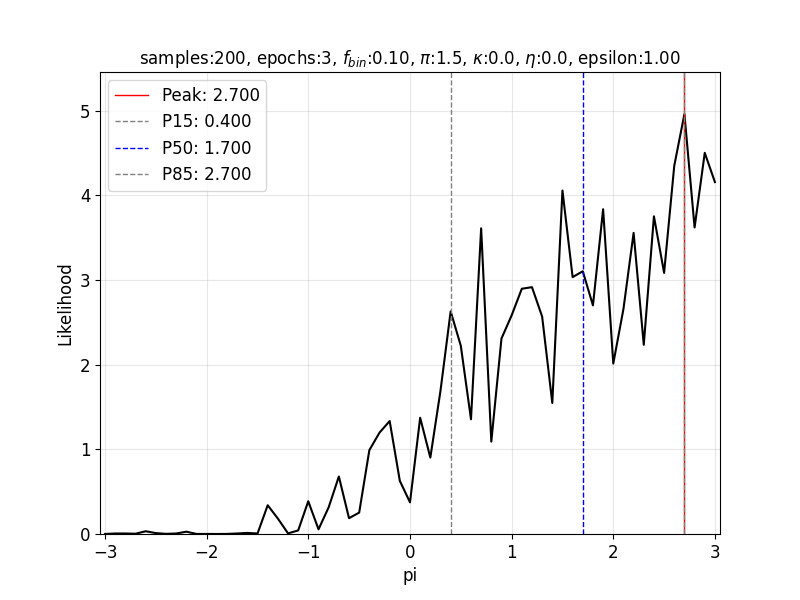 samples:200, epochs:3, f_bin:0.10, π:1.5, κ:0.0, η:0.0, epsilon:1.00
Peak: 2.700
P15: 0.400
P50: 1.700
P85: 2.700
5
4
3
2
1
0
Likelihood
−3 −2 −1 0 1 2 3
pi